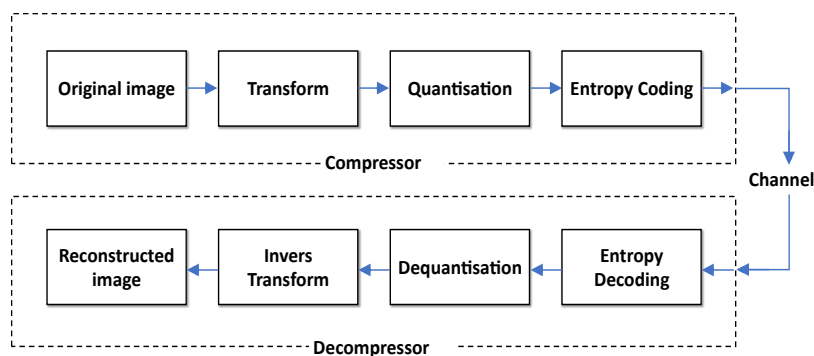 Original image
Transform
Quantisation
Entropy Coding
Compressor
Channel
Reconstructed
image
Invers
Transform
Dequantisation
Entropy
Decoding
Decompressor